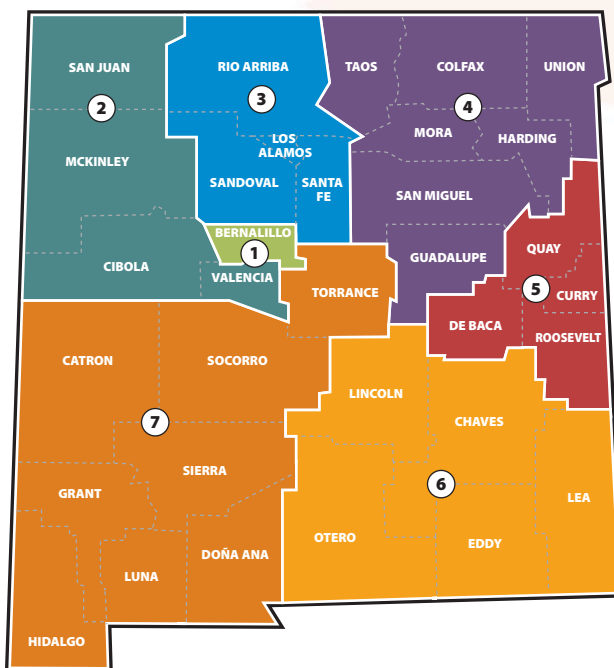 SAN JUAN
RIO ARRIBA
TAOS
COLFAX
UNION
2
3
4
MORA
HARDING
LOS
ALAMOS
MCKINLEY
SANDOVAL
SANTA
FE
SAN MIGUEL
BERNALILLO
1
QUAY
CIBOLA
VALENCIA
GUADALUPE
TORRANCE
5
CURRY
DE BACA
ROOSEVELT
CATRON
SOCORRO
LINCOLN
7
CHAVES
SIERRA
6
GRANT
LEA
OTERO
EDDY
DOÑA ANA
LUNA
HIDALGO